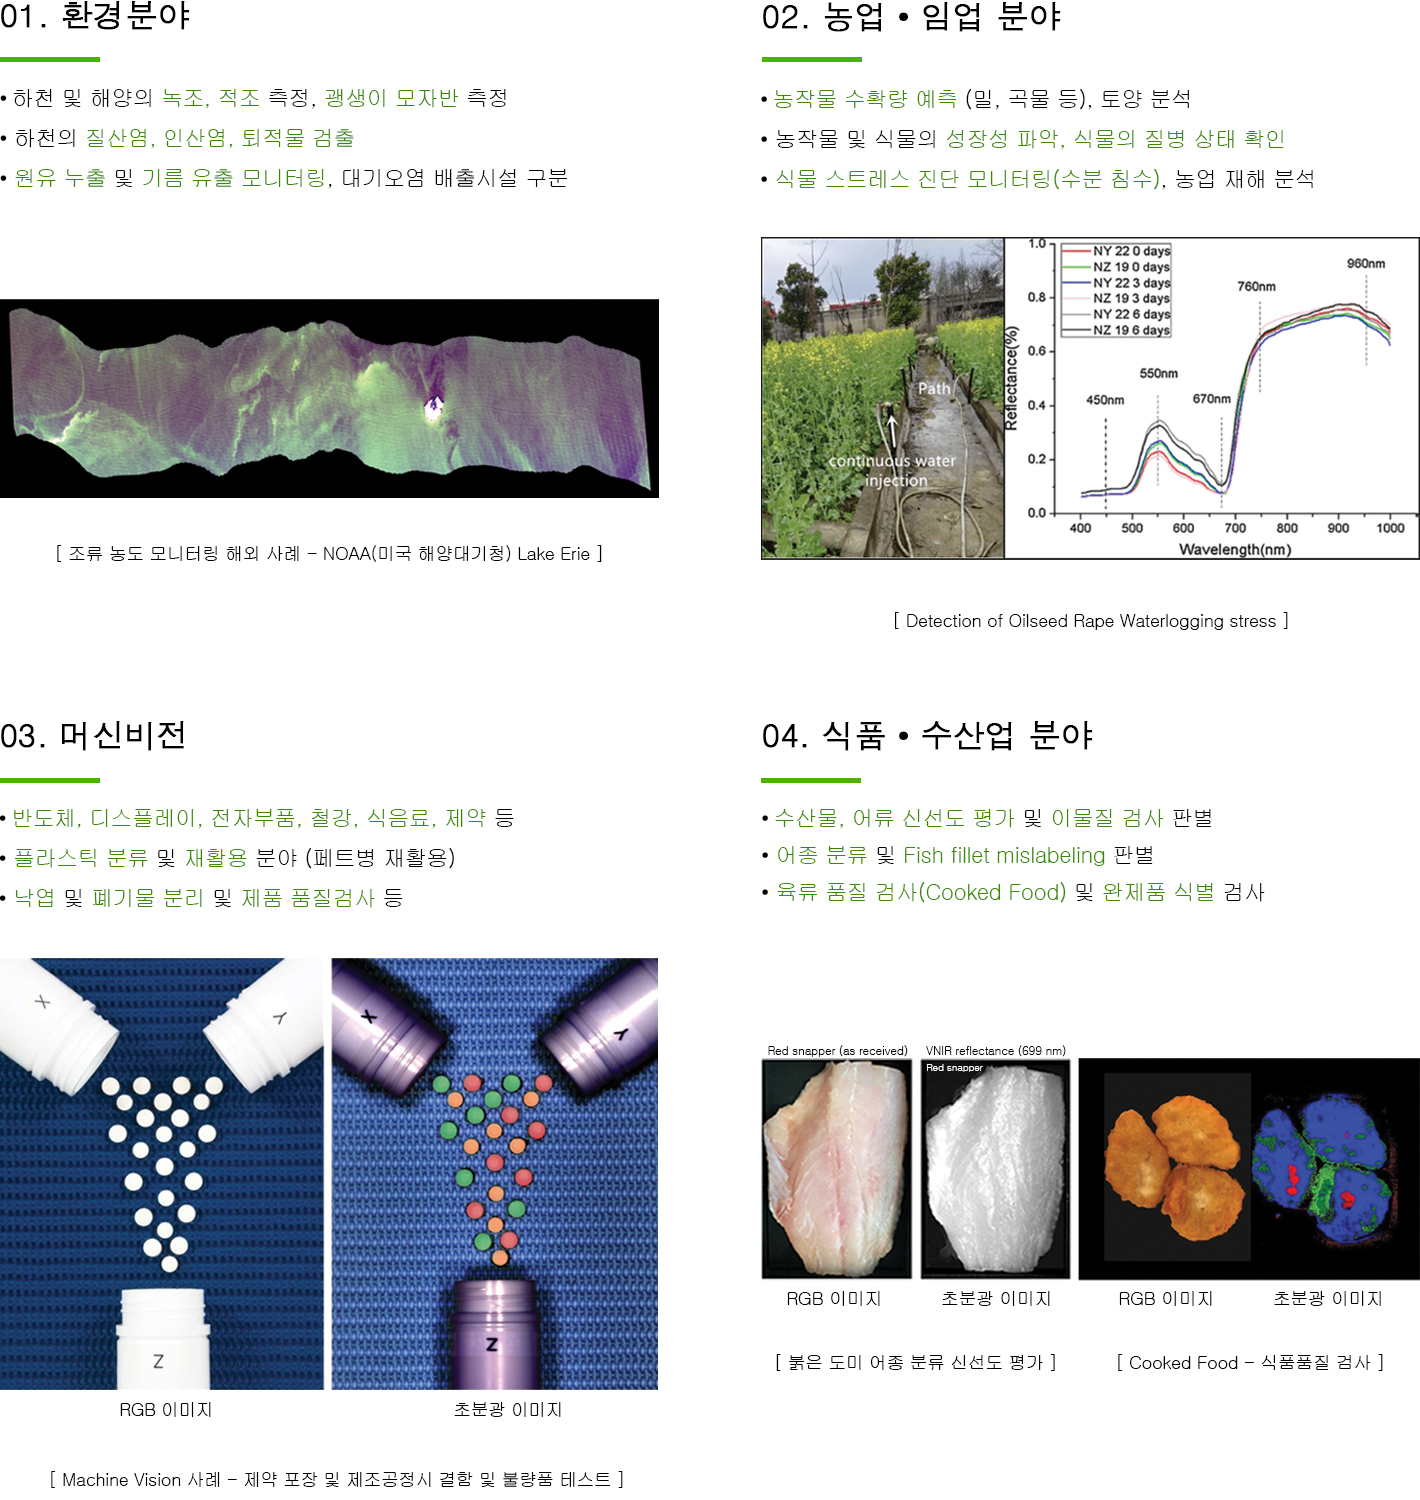 01. 환경분야
• 하천 및 해양의 녹조, 적조 측정, 괭생이 모자반 측정
• 하천의 질산염, 인산염, 퇴적물 검출
• 원유 누출 및 기름 유출 모니터링, 대기오염 배출시설 구분
[ 조류 농도 모니터링 해외 사례 - NOAA(미국 해양대기청) Lake Erie ]
02. 농업 • 임업 분야
• 농작물 수확량 예측 (밀, 곡물 등), 토양 분석
• 농작물 및 식물의 성장성 파악, 식물의 질병 상태 확인
• 식물 스트레스 진단 모니터링(수분 침수), 농업 재해 분석
Path
continuous water
injection
Reflectance(%)
1.0
0.8
0.6
0.4
0.2
0.0
NY 22 0 days
NZ 19 0 days
NY 22 3 days
NZ 19 3 days
NY 22 6 days
NZ 19 6 days
450nm
550nm
670nm
760nm
960nm
400 500 600 700 800 900 1000
Wavelength(nm)
[ Detection of Oilseed Rape Waterlogging stress ]
03. 머신비전
• 반도체, 디스플레이, 전자부품, 철강, 식음료, 제약 등
• 플라스틱 분류 및 재활용 분야 (페트병 재활용)
• 낙엽 및 폐기물 분리 및 제품 품질검사 등
X Y X Y
Z Z
RGB 이미지 초분광 이미지
[ Machine Vision 사례 - 제약 포장 및 제조공정시 결함 및 불량품 테스트 ]
04. 식품 • 수산업 분야
• 수산물, 어류 신선도 평가 및 이물질 검사 판별
• 어종 분류 및 Fish fillet mislabeling 판별
• 육류 품질 검사(Cooked Food) 및 완제품 식별 검사
Red snapper (as received) VNIR reflectance (699 nm)
Red snapper
RGB 이미지 초분광 이미지 RGB 이미지 초분광 이미지
[ 붉은 도미 어종 분류 신선도 평가 ] [ Cooked Food - 식품품질 검사 ]